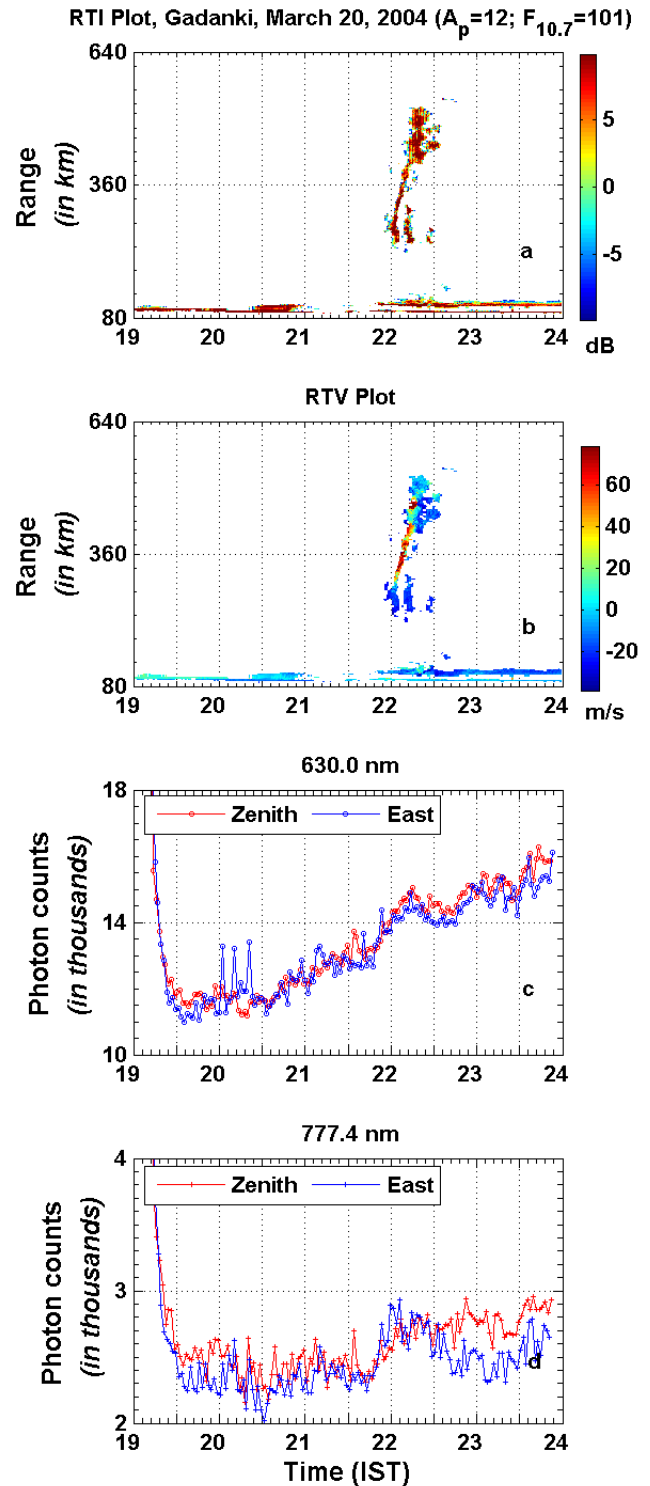 RTI Plot, Gadanki, March 20, 2004 (Ap=12; F10.7=101)
640
360
80
Range
(in km)
a
19 20 21 22 23 24
5
0
-5
dB
RTV Plot
640
360
80
Range
(in km)
b
19 20 21 22 23 24
60
40
20
0
-20
m/s
630.0 nm
18
14
10
Photon counts
(in thousands)
Zenith East
c
19 20 21 22 23 24
777.4 nm
4
3
2
Photon counts
(in thousands)
Zenith East
d
19 20 21 22 23 24
Time (IST)